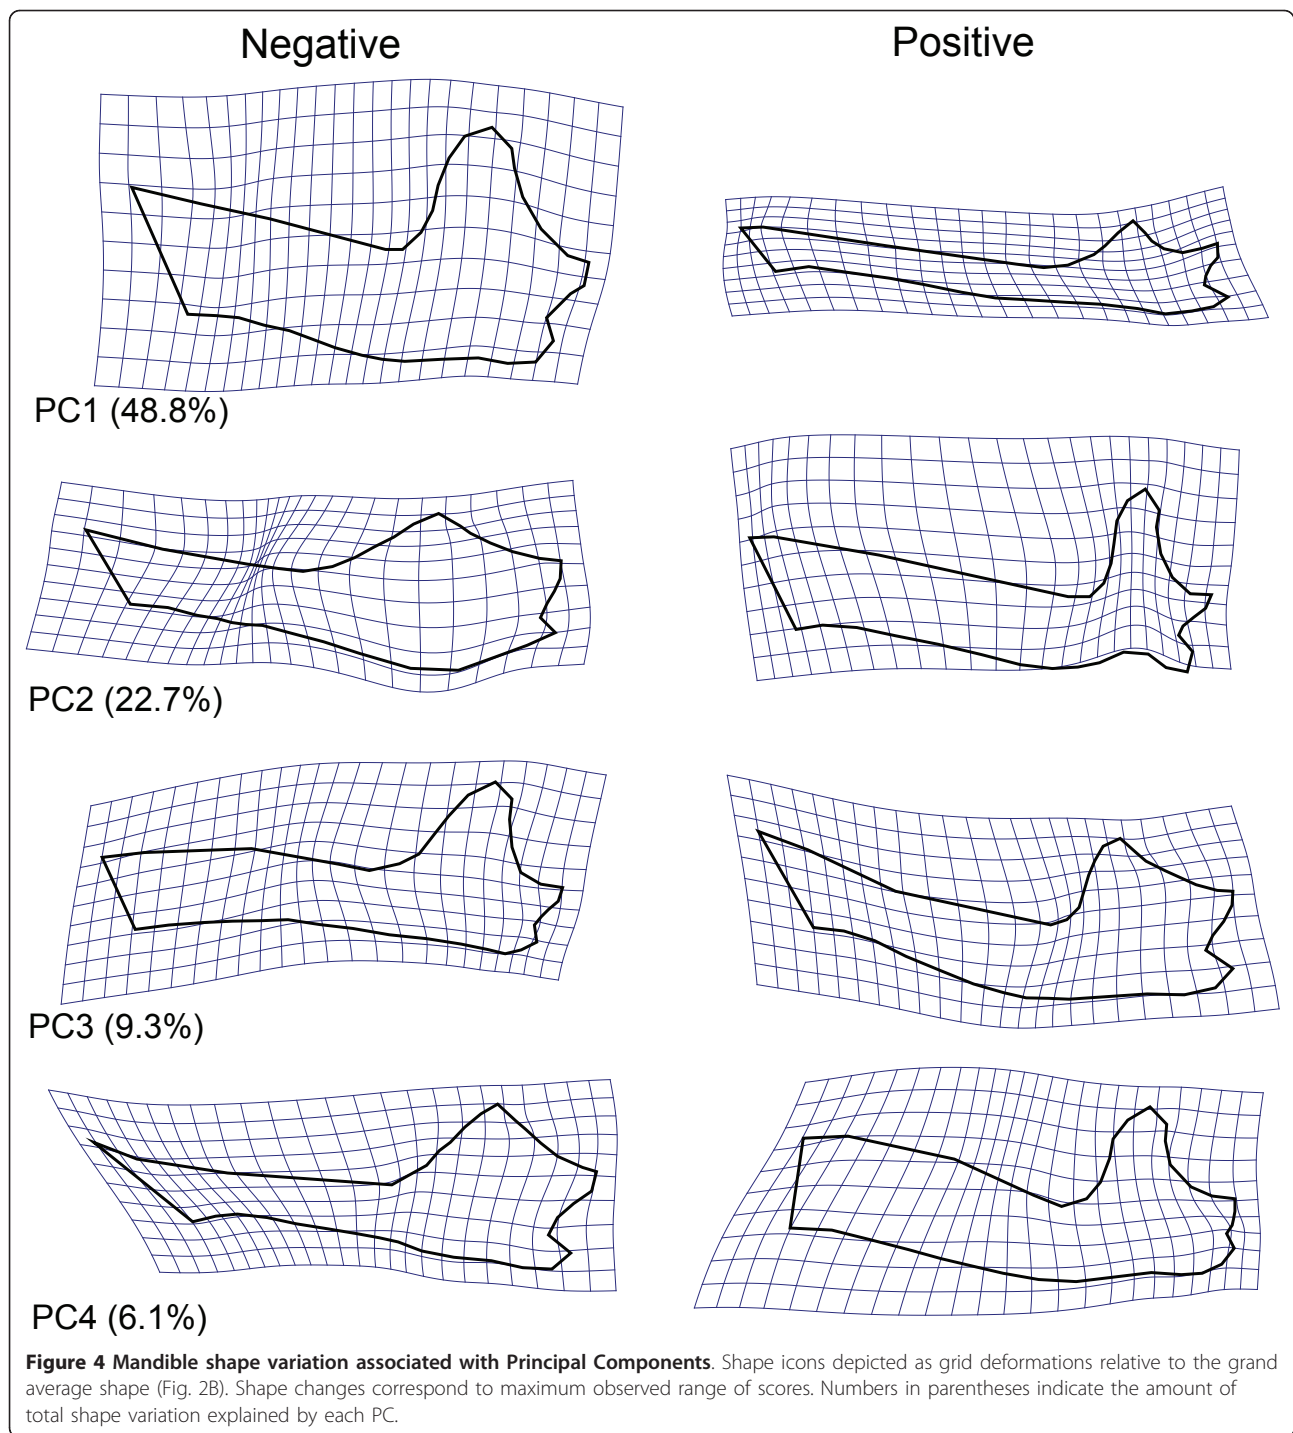 Negative
Positive
PC1 (48.8%)
PC2 (22.7%)
PC3 (9.3%)
PC4 (6.1%)
Figure 4 Mandible shape variation associated with Principal Components. Shape icons depicted as grid deformations relative to the grand
average shape (Fig. 2B). Shape changes correspond to maximum observed range of scores. Numbers in parentheses indicate the amount of
total shape variation explained by each PC.